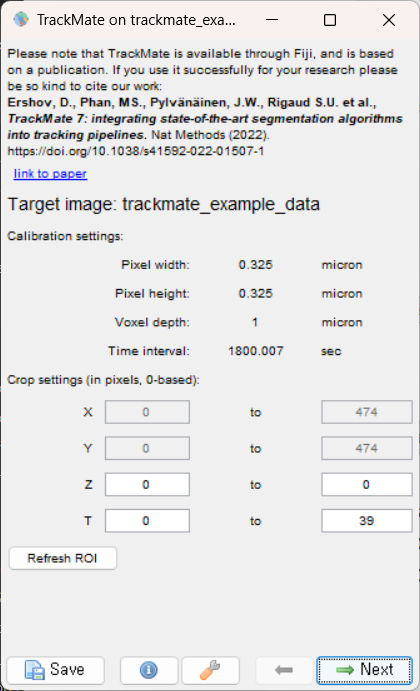 TrackMate on trackmate_exa...
Please note that TrackMate is available through Fiji, and is based
on a publication. If you use it successfully for your research please
be so kind to cite our work:
Ershov, D., Phan, MS., Pylvänäinen, J.W., Rigaud S.U. et al.,
TrackMate 7: integrating state-of-the-art segmentation algorithms
into tracking pipelines. Nat Methods (2022).
https://doi.org/10.1038/s41592-022-01507-1
link to paper
Target image: trackmate_example_data
Calibration settings:
Pixel width: 0.325 micron
Pixel height: 0.325 micron
Voxel depth: 1 micron
Time interval: 1800.007 sec
Crop settings (in pixels, 0-based):
X 0 to 474
Y 0 to 474
Z 0 to 0
T 0 to 39
Refresh ROI
Save Next